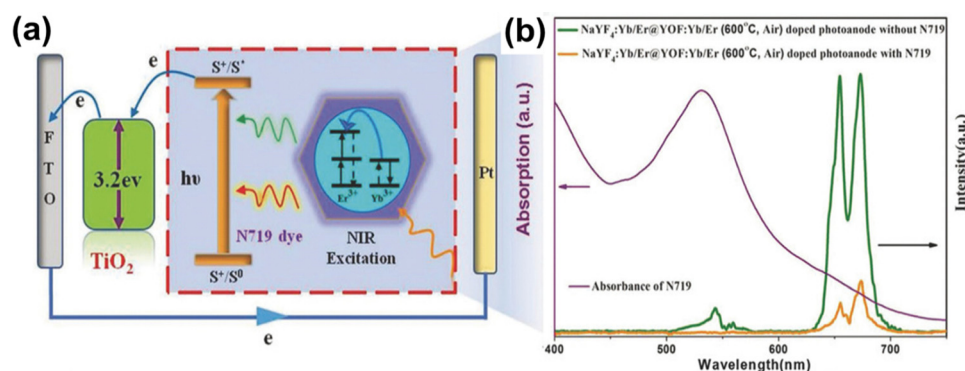 (a)
e
S⁺/S*
e
F
T
O
3.2ev
TiO₂
hυ
Er³⁺ Yb³⁺
N719 dye
NIR
Excitation
S⁺/S⁰
Pt
e
(b)
NaYF₄:Yb/Er@YOF:Yb/Er (600°C, Air) doped photoanode without N719
NaYF₄:Yb/Er@YOF:Yb/Er (600°C, Air) doped photoanode with N719
Absorption (a.u.)
Intensity(a.u.)
Absorbance of N719
400 500 600 700
Wavelength(nm)